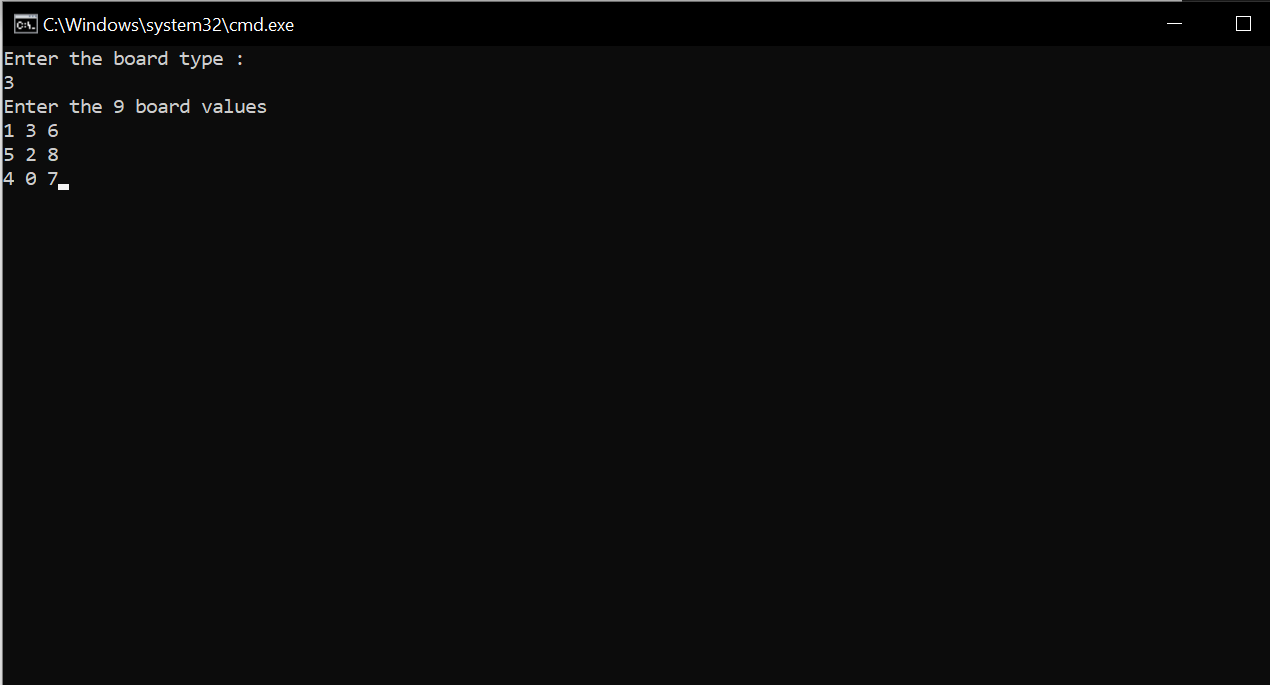 C:\Windows\system32\cmd.exe
Enter the board type :
3
Enter the 9 board values
1 3 6
5 2 8
4 0 7